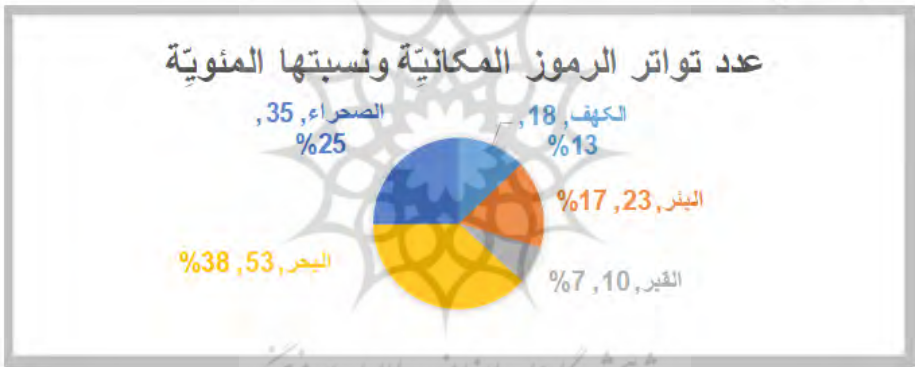 عدد تواتر الرموز المكانيّة ونسبتها المئويّة
الكهف, 18,
%13
الصحراء, 35,
%25
البئر, 23, 17%
القبر, 10, 7%
البحر, 53, 38%